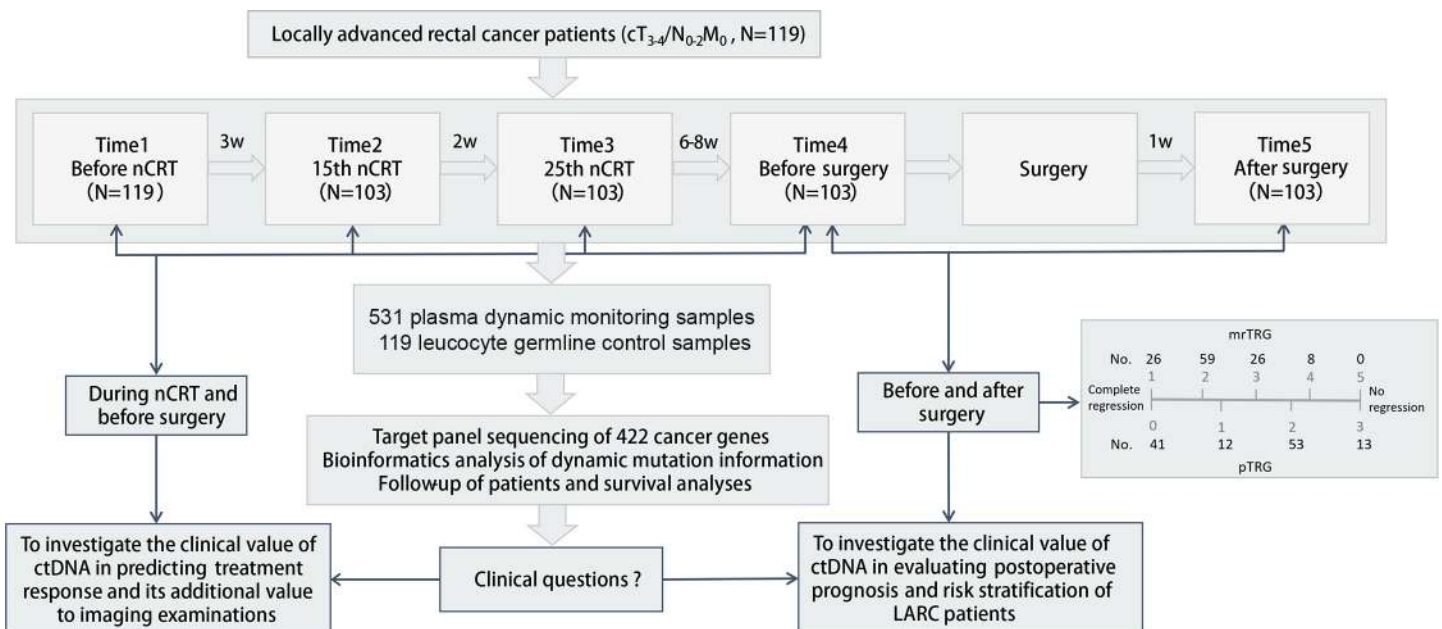 Locally advanced rectal cancer patients (cT3-4/N0-2M0 , N=119)
Time1
Before nCRT
(N=119)
3w
Time2
15th nCRT
(N=103)
2w
Time3
25th nCRT
(N=103)
6-8w
Time4
Before surgery
(N=103)
Surgery
1w
Time5
After surgery
(N=103)
531 plasma dynamic monitoring samples
119 leucocyte germline control samples
During nCRT and
before surgery
Before and after
surgery
mrTRG
No. 26 59 26 8 0
1 2 3 4 5
Complete
regression
No
regression
0 1 2 3
No. 41 12 53 13
pTRG
Target panel sequencing of 422 cancer genes
Bioinformatics analysis of dynamic mutation information
Followup of patients and survival analyses
To investigate the clinical value of
ctDNA in predicting treatment
response and its additional value
to imaging examinations
Clinical questions ?
To investigate the clinical value of
ctDNA in evaluating postoperative
prognosis and risk stratification of
LARC patients